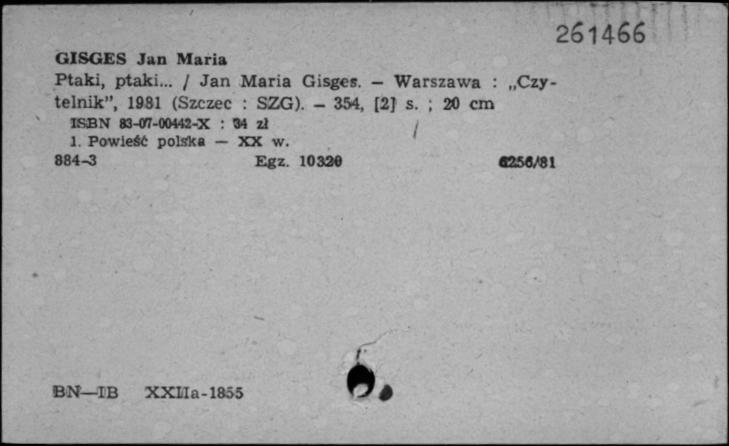 261466
GISGES Jan Maria
Ptaki, ptaki... / Jan Maria Gisges. — Warszawa : „Czy-
telnik”, 1981 (Szczec : SZG). — 354, [2] s. ; 20 cm
ISBN 83-07-00442-X : 34 zł
1. Powieść polska — XX w.
884-3 Egz. 10320 6256/81
BN—IB XXIIa-1855